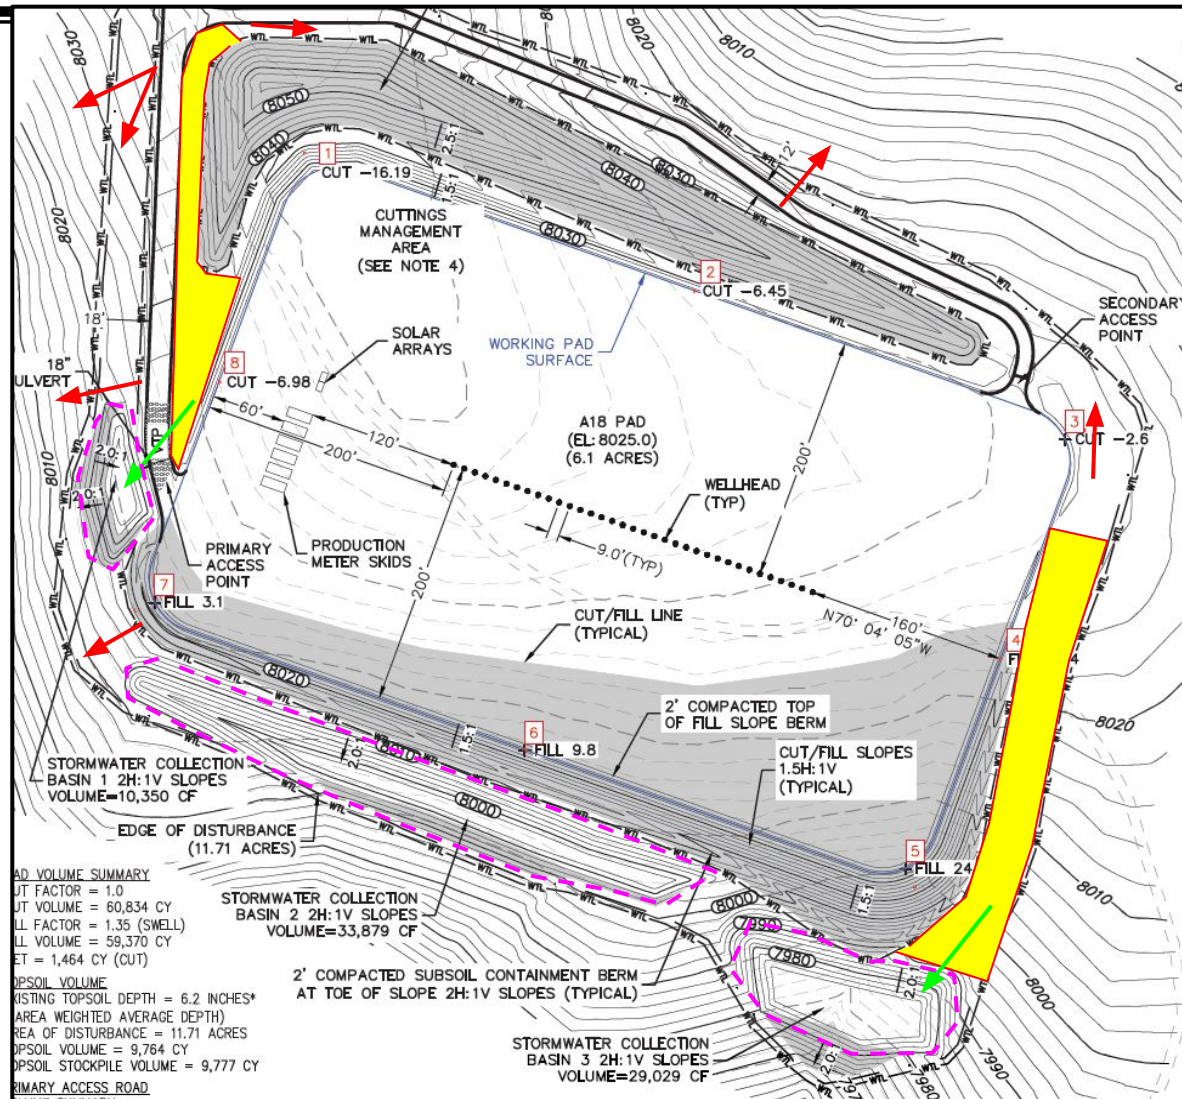 8030
8020
8010
8050
8040
1
CUT -16.19
2.5:1
1.5:1
12'
8030
8040
CUTTINGS
MANAGEMENT
AREA
(SEE NOTE 4)
8030
2
CUT -6.45
8020
SECONDARY
ACCESS
POINT
18'
SOLAR
ARRAYS
WORKING PAD
SURFACE
18"
ULVERT
8
CUT -6.98
60'
120'
200'
A18 PAD
(EL: 8025.0)
(6.1 ACRES)
200'
3
CUT -2.6
8010
2.0:1
2.0:1
TP
WELLHEAD
(TYP)
9.0'(TYP)
PRIMARY
ACCESS
POINT
PRODUCTION
METER SKIDS
7
FILL 3.1
200'
CUT/FILL LINE
(TYPICAL)
160'
N70° 04' 05"W
4
8020
8020
2' COMPACTED TOP
OF FILL SLOPE BERM
6
FILL 9.8
1.5:1
2.0:1
8010
8000
CUT/FILL SLOPES
1.5H:1V
(TYPICAL)
STORMWATER COLLECTION
BASIN 1 2H:1V SLOPES
VOLUME=10,350 CF
EDGE OF DISTURBANCE
(11.71 ACRES)
5
FILL 24
1.5:1
8010
8000
7990
7980
2.0:1
2.0:1
8000
7990
7980
STORMWATER COLLECTION
BASIN 2 2H:1V SLOPES
VOLUME=33,879 CF
2' COMPACTED SUBSOIL CONTAINMENT BERM
AT TOE OF SLOPE 2H:1V SLOPES (TYPICAL)
STORMWATER COLLECTION
BASIN 3 2H:1V SLOPES
VOLUME=29,029 CF
AD VOLUME SUMMARY
UT FACTOR = 1.0
UT VOLUME = 60,834 CY
LL FACTOR = 1.35 (SWELL)
LL VOLUME = 59,370 CY
ET = 1,464 CY (CUT)
OPSOIL VOLUME
XISTING TOPSOIL DEPTH = 6.2 INCHES*
AREA WEIGHTED AVERAGE DEPTH)
REA OF DISTURBANCE = 11.71 ACRES
OPSOIL VOLUME = 9,764 CY
OPSOIL STOCKPILE VOLUME = 9,777 CY
RIMARY ACCESS ROAD